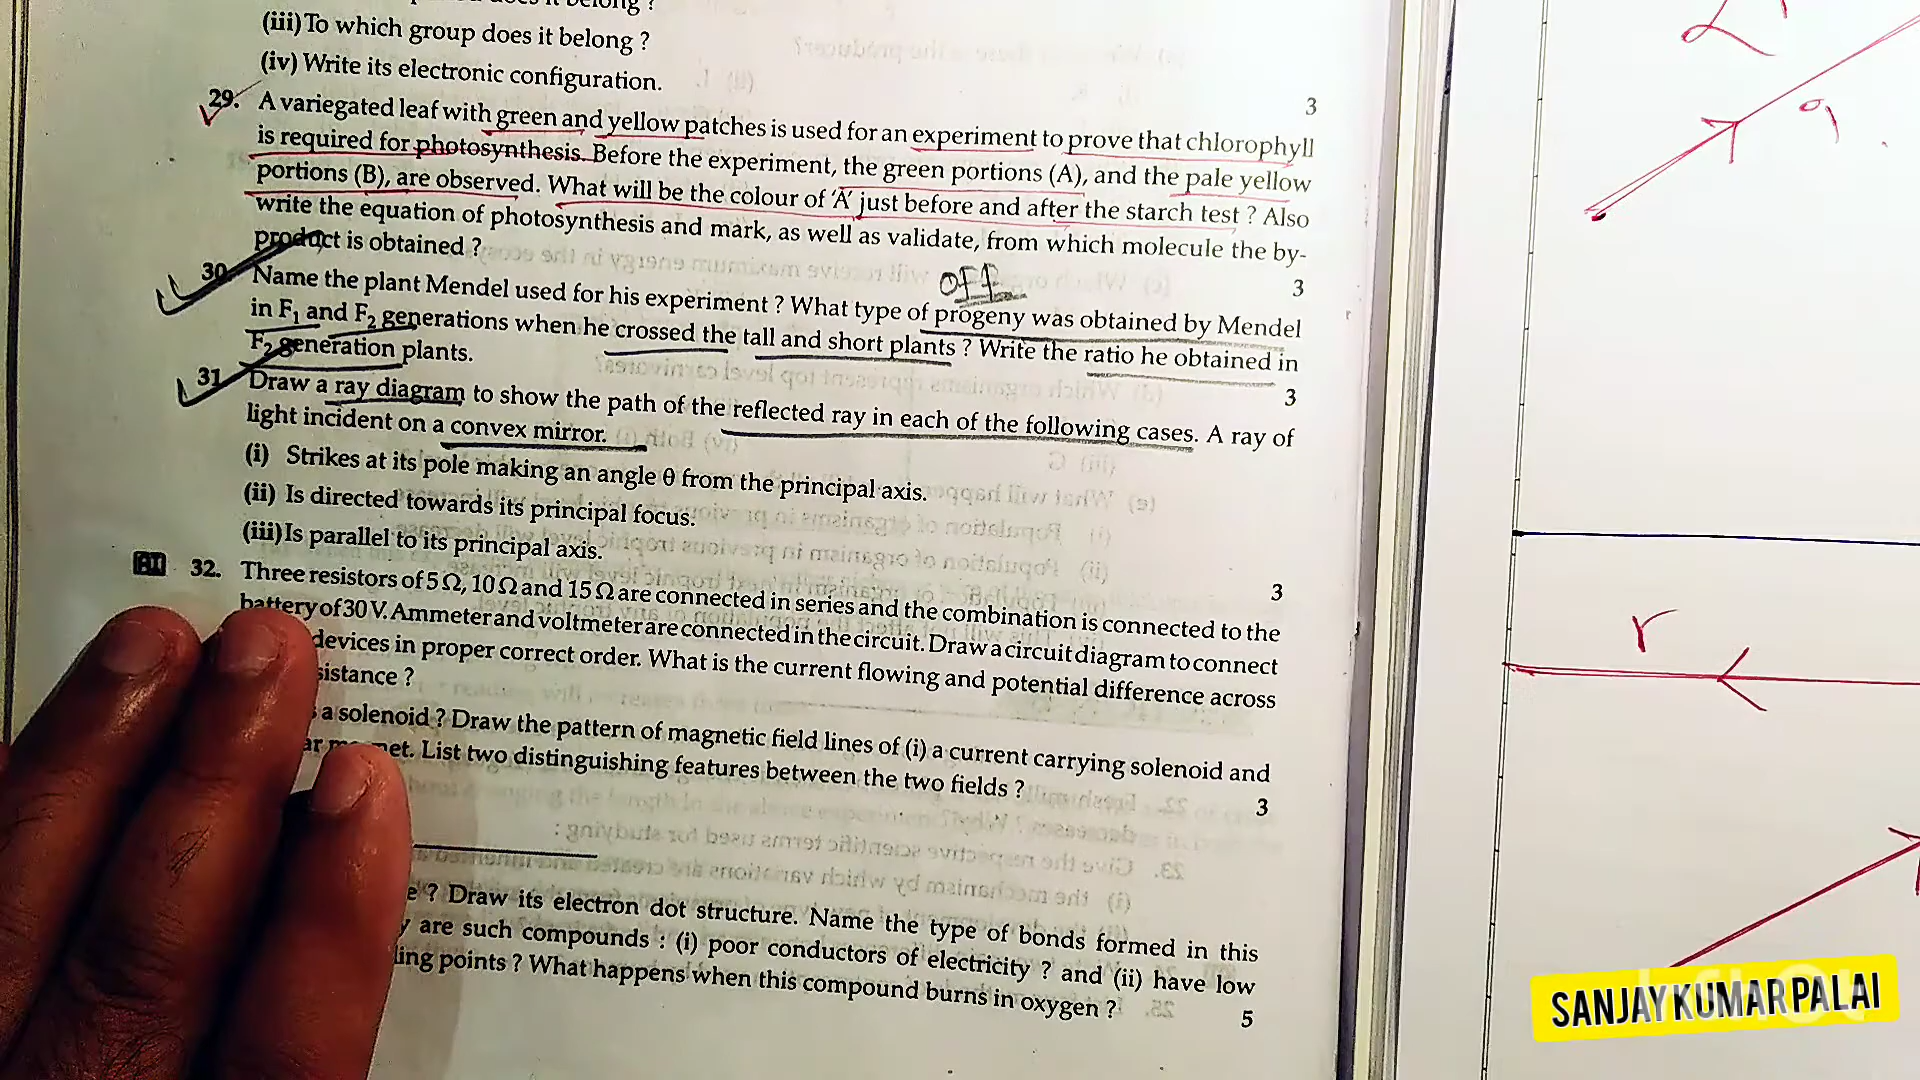 (iii) To which group does it belong ?
(iv) Write its electronic configuration.
3
29. A variegated leaf with green and yellow patches is used for an experiment to prove that chlorophyll
is required for photosynthesis. Before the experiment, the green portions (A), and the pale yellow
portions (B), are observed. What will be the colour of 'A' just before and after the starch test ? Also
write the equation of photosynthesis and mark, as well as validate, from which molecule the by-
product is obtained ?
3
off
30. Name the plant Mendel used for his experiment ? What type of progeny was obtained by Mendel
in F₁ and F₂ generations when he crossed the tall and short plants ? Write the ratio he obtained in
F₂ generation plants.
3
31. Draw a ray diagram to show the path of the reflected ray in each of the following cases. A ray of
light incident on a convex mirror.
(i) Strikes at its pole making an angle θ from the principal axis.
(ii) Is directed towards its principal focus.
(iii) Is parallel to its principal axis.
3
AI 32. Three resistors of 5 Ω, 10 Ω and 15 Ω are connected in series and the combination is connected to the
battery of 30 V. Ammeter and voltmeter are connected in the circuit. Draw a circuit diagram to connect
devices in proper correct order. What is the current flowing and potential difference across
sistance ?
a solenoid ? Draw the pattern of magnetic field lines of (i) a current carrying solenoid and
net. List two distinguishing features between the two fields ?
3
e ? Draw its electron dot structure. Name the type of bonds formed in this
y are such compounds : (i) poor conductors of electricity ? and (ii) have low
ling points ? What happens when this compound burns in oxygen ?
5
r
SANJAY KUMAR PALAI